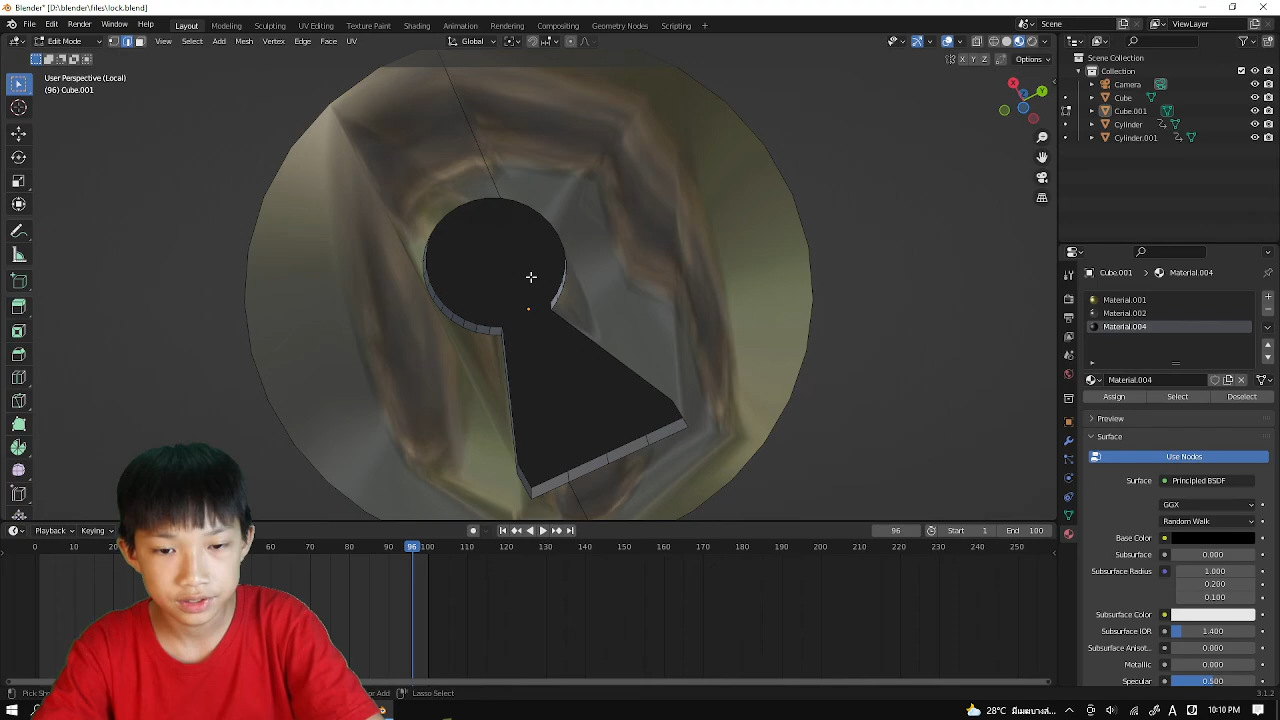 Blender* [D:\blender\files\lock.blend]
File Edit Render Window Help Layout Modeling Sculpting UV Editing Texture Paint Shading Animation Rendering Compositing Geometry Nodes Scripting + Scene ViewLayer
Edit Mode View Select Add Mesh Vertex Edge Face UV Global
X Y Z Options
User Perspective (Local)
(96) Cube.001
X Y Z
Scene Collection
Collection
Camera
Cube
Cube.001
Cylinder
Cylinder.001
Cube.001 > Material.004
Material.001
Material.002
Material.004
Material.004
Assign Select Deselect
Preview
Surface
Use Nodes
Surface Principled BSDF
GGX
Random Walk
Base Color
Subsurface 0.000
Subsurface Radius 1.000
0.200
0.100
Subsurface Color
Subsurface IOR 1.400
Subsurface Anisot.. 0.000
Metallic 0.000
Specular 0.500
Playback Keying 96 Start 1 End 100
0 10 20 60 70 80 96 100 110 120 130 140 150 160 170 180 190 200 210 220 230 240 250
Lasso Select 3.1.2
28°C 10:10 PM